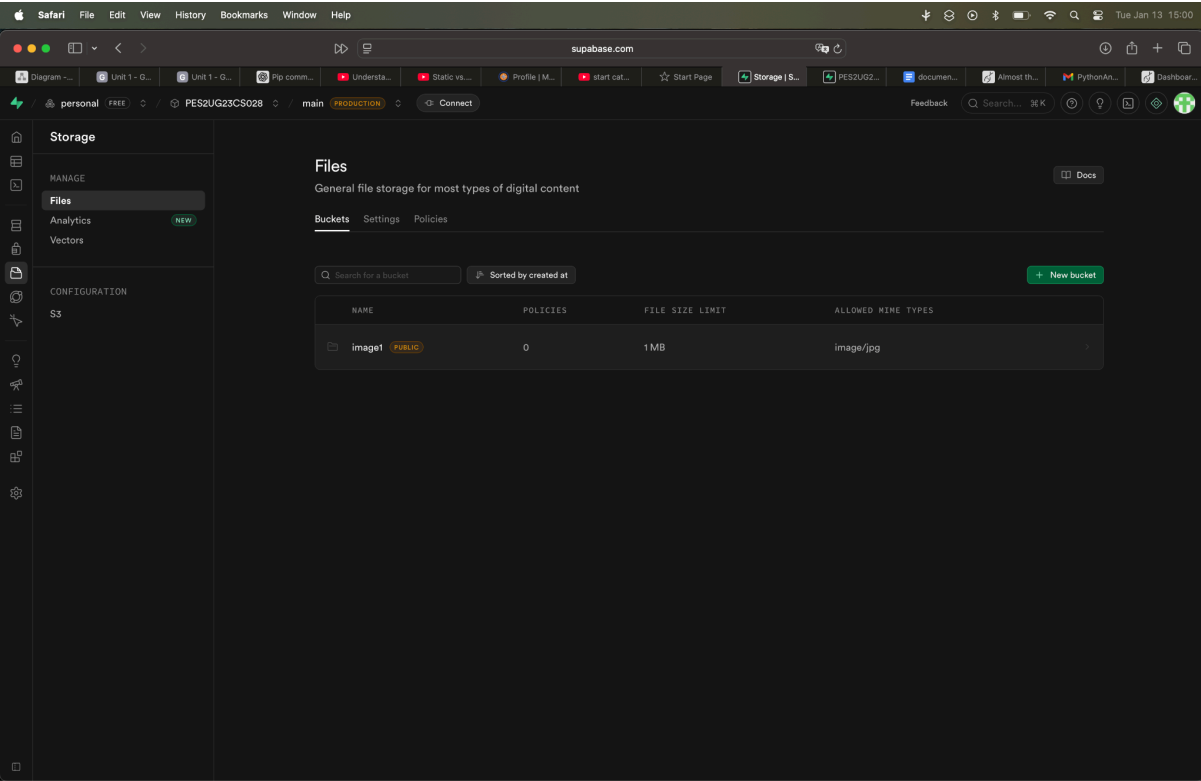 Safari File Edit View History Bookmarks Window Help Tue Jan 13 15:00
supabase.com
Diagram -... Unit 1 - G... Unit 1 - G... Pip comm... Understa... Static vs.... Profile | M... start cat... Start Page Storage | S... PES2UG2... documen... Almost th... PythonAn... Dashboar...
personal FREE / PES2UG23CS028 / main PRODUCTION Connect Feedback Search... ⌘K
Storage
MANAGE
Files
Analytics NEW
Vectors
CONFIGURATION
S3
Files
General file storage for most types of digital content
Docs
Buckets Settings Policies
Search for a bucket Sorted by created at + New bucket
NAME POLICIES FILE SIZE LIMIT ALLOWED MIME TYPES
image1 PUBLIC 0 1 MB image/jpg